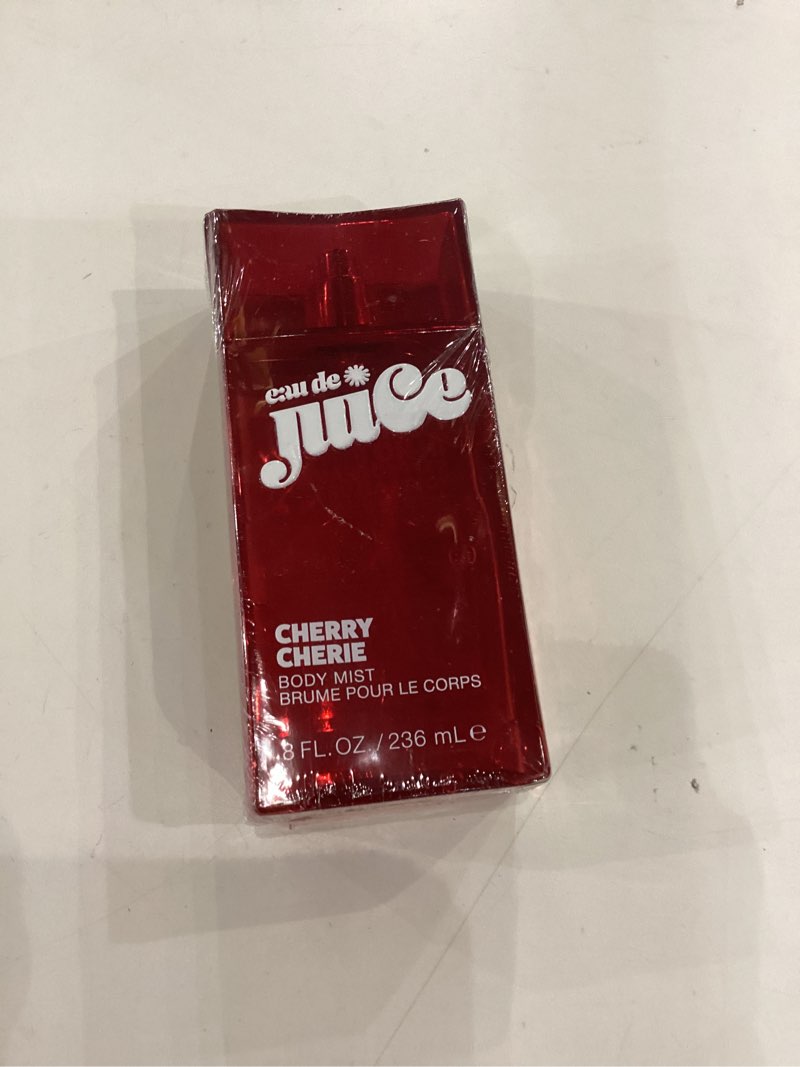 eau de
juice
CHERRY
CHERIE
BODY MIST
BRUME POUR LE CORPS
8 FL. OZ. / 236 mL e